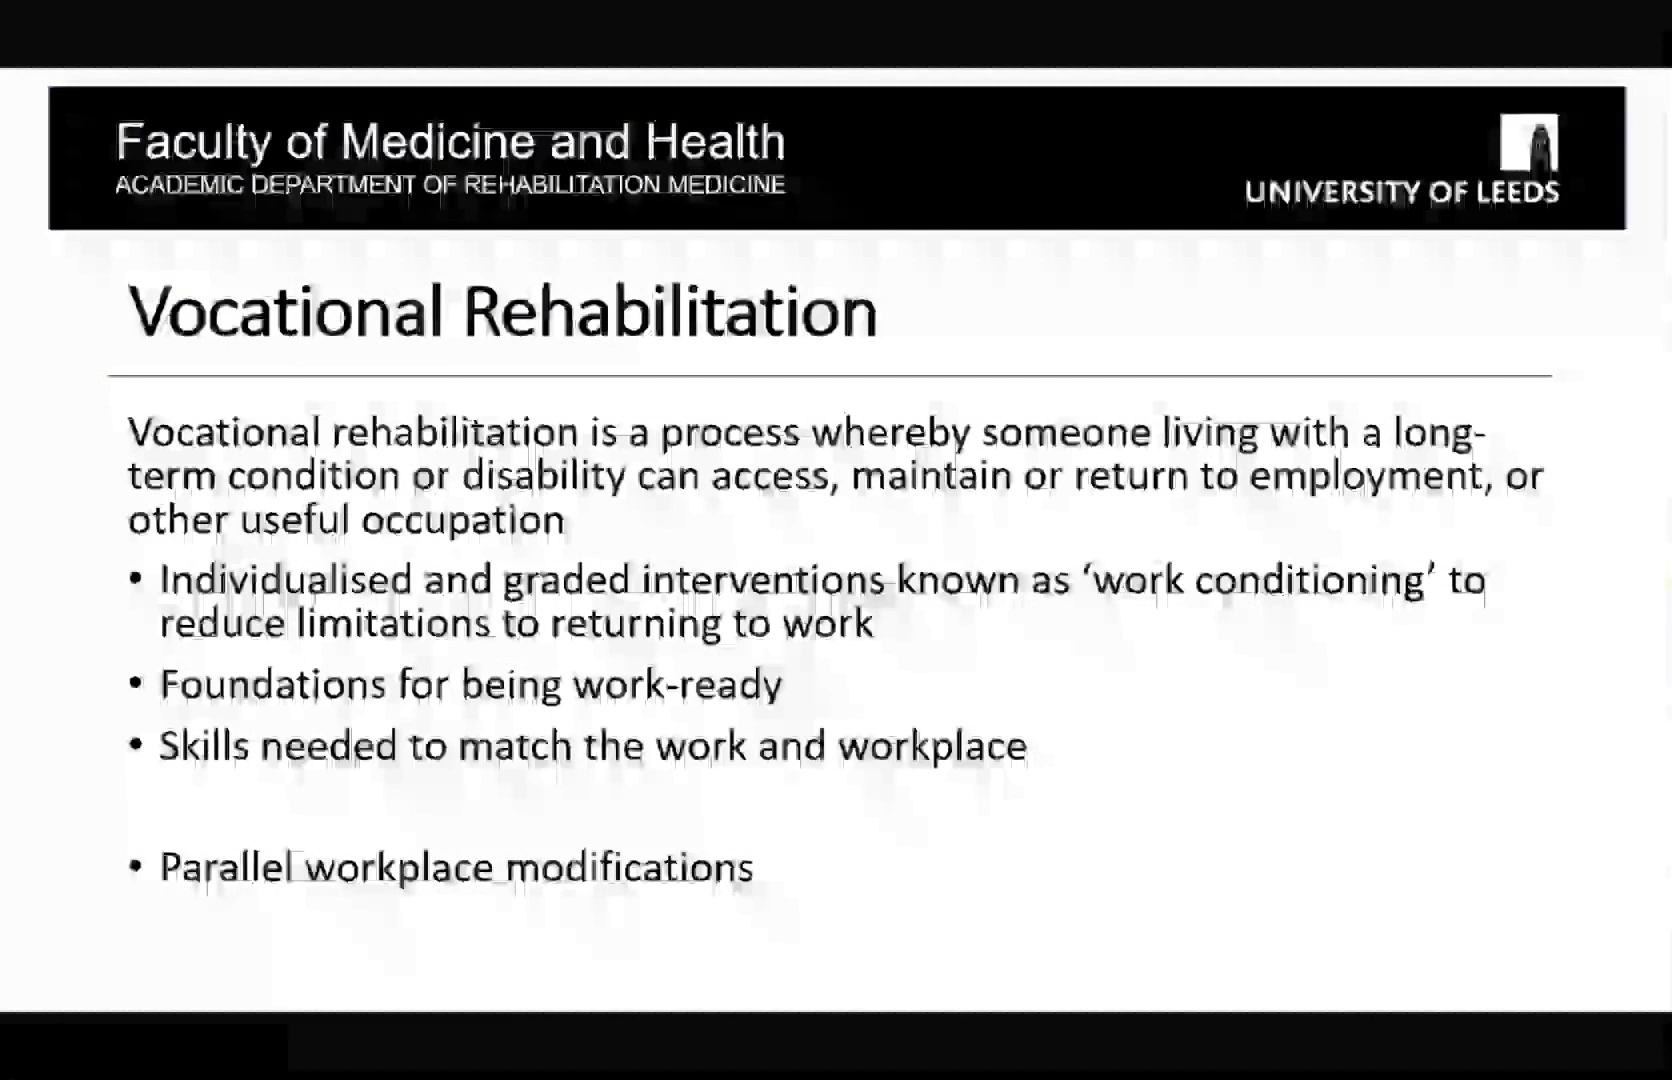 Faculty of Medicine and Health
ACADEMIC DEPARTMENT OF REHABILITATION MEDICINE
UNIVERSITY OF LEEDS
Vocational Rehabilitation
Vocational rehabilitation is a process whereby someone living with a long-
term condition or disability can access, maintain or return to employment, or
other useful occupation
• Individualised and graded interventions known as ‘work conditioning’ to
reduce limitations to returning to work
• Foundations for being work-ready
• Skills needed to match the work and workplace
• Parallel workplace modifications